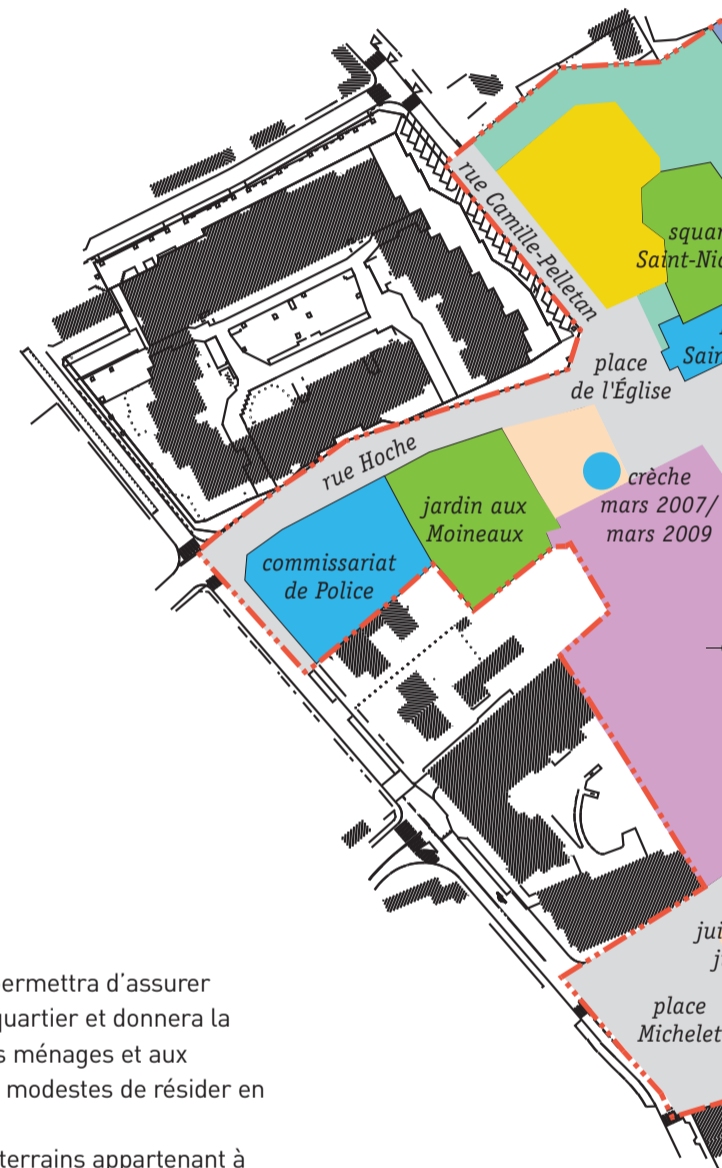 rue Camille-Pelletan
squar
Saint-Nic
Sain
place
de l'Église
rue Hoche
crèche
mars 2007/
mars 2009
jardin aux
Moineaux
commissariat
de Police
jui
j
place
Michelet
ermettra d’assurer
quartier et donnera la
s ménages et aux
modestes de résider en
terrains appartenant à